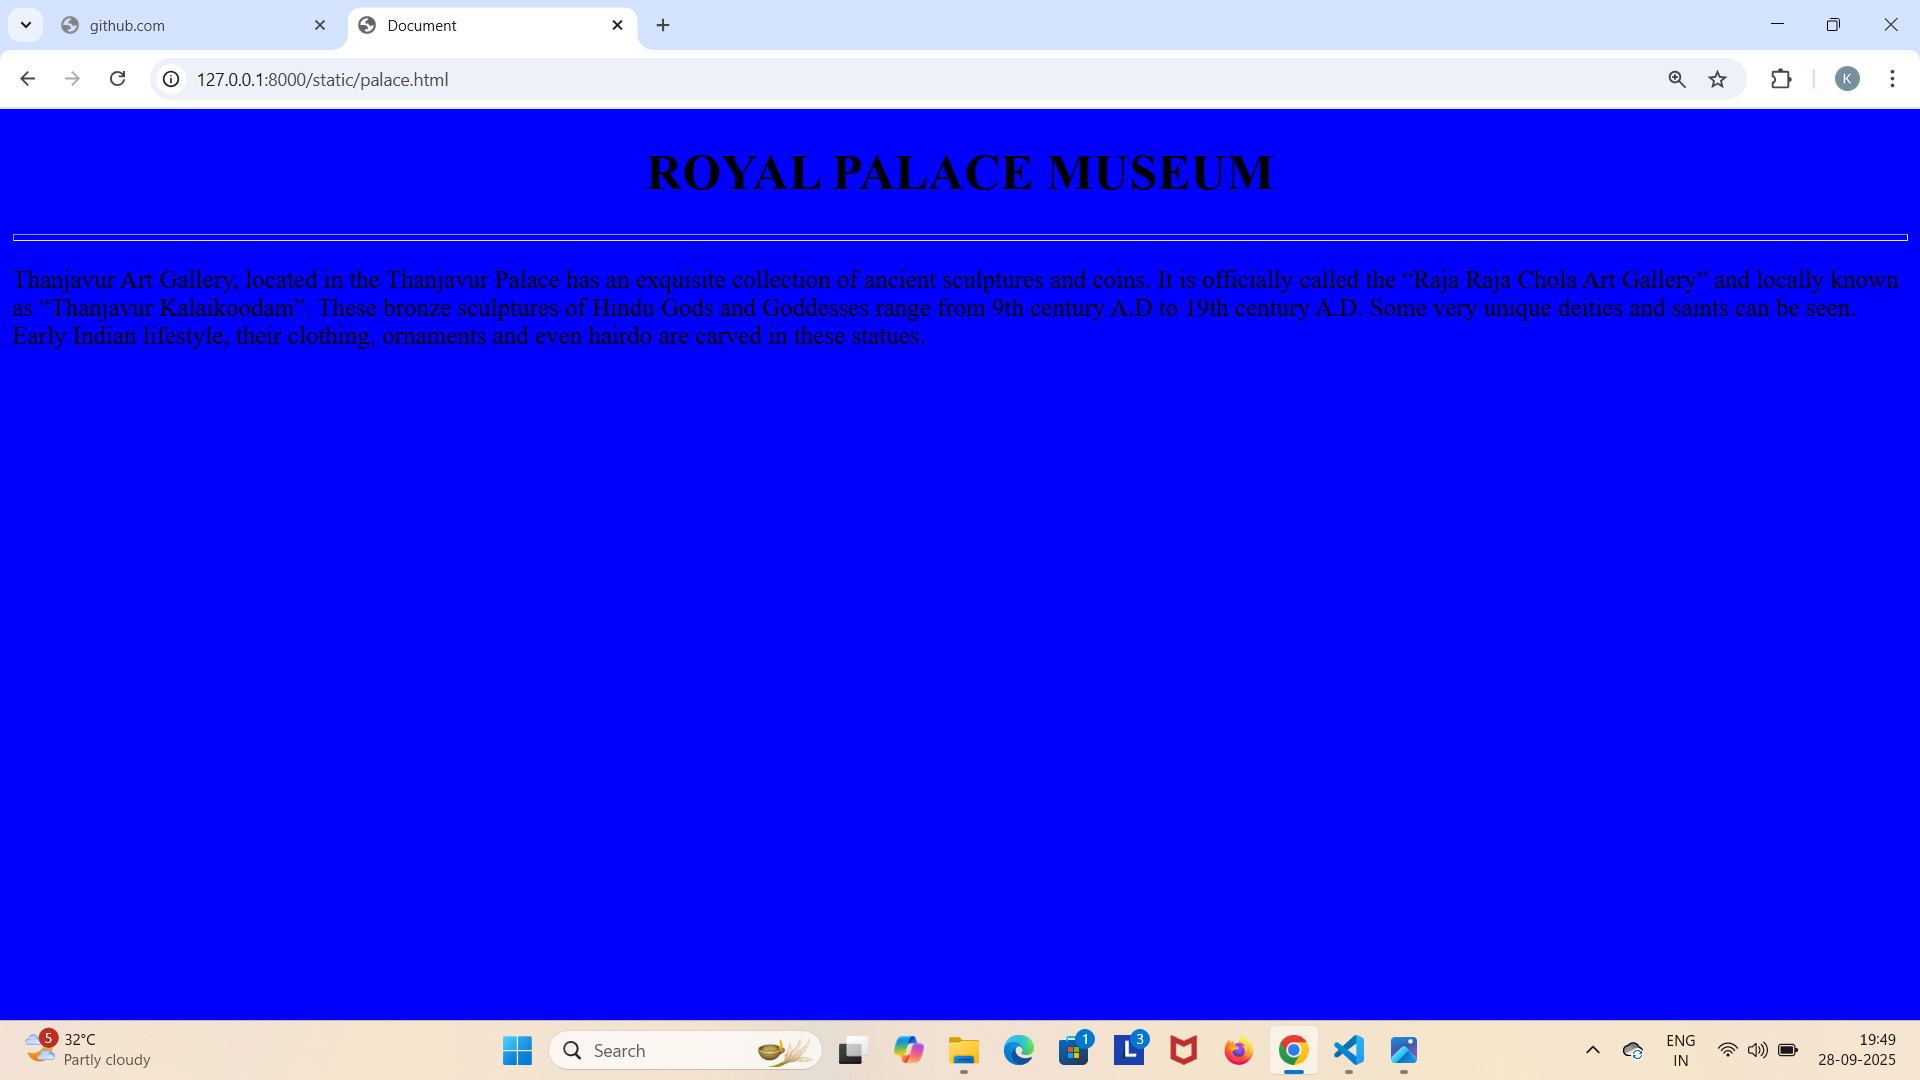 github.com
Document
127.0.0.1:8000/static/palace.html
K
ROYAL PALACE MUSEUM
Thanjavur Art Gallery, located in the Thanjavur Palace has an exquisite collection of ancient sculptures and coins. It is officially called the “Raja Raja Chola Art Gallery” and locally known
as “Thanjavur Kalaikoodam”. These bronze sculptures of Hindu Gods and Goddesses range from 9th century A.D to 19th century A.D. Some very unique deities and saints can be seen.
Early Indian lifestyle, their clothing, ornaments and even hairdo are carved in these statues.
5
32°C
Partly cloudy
Search
1
L 3
ENG
IN
19:49
28-09-2025